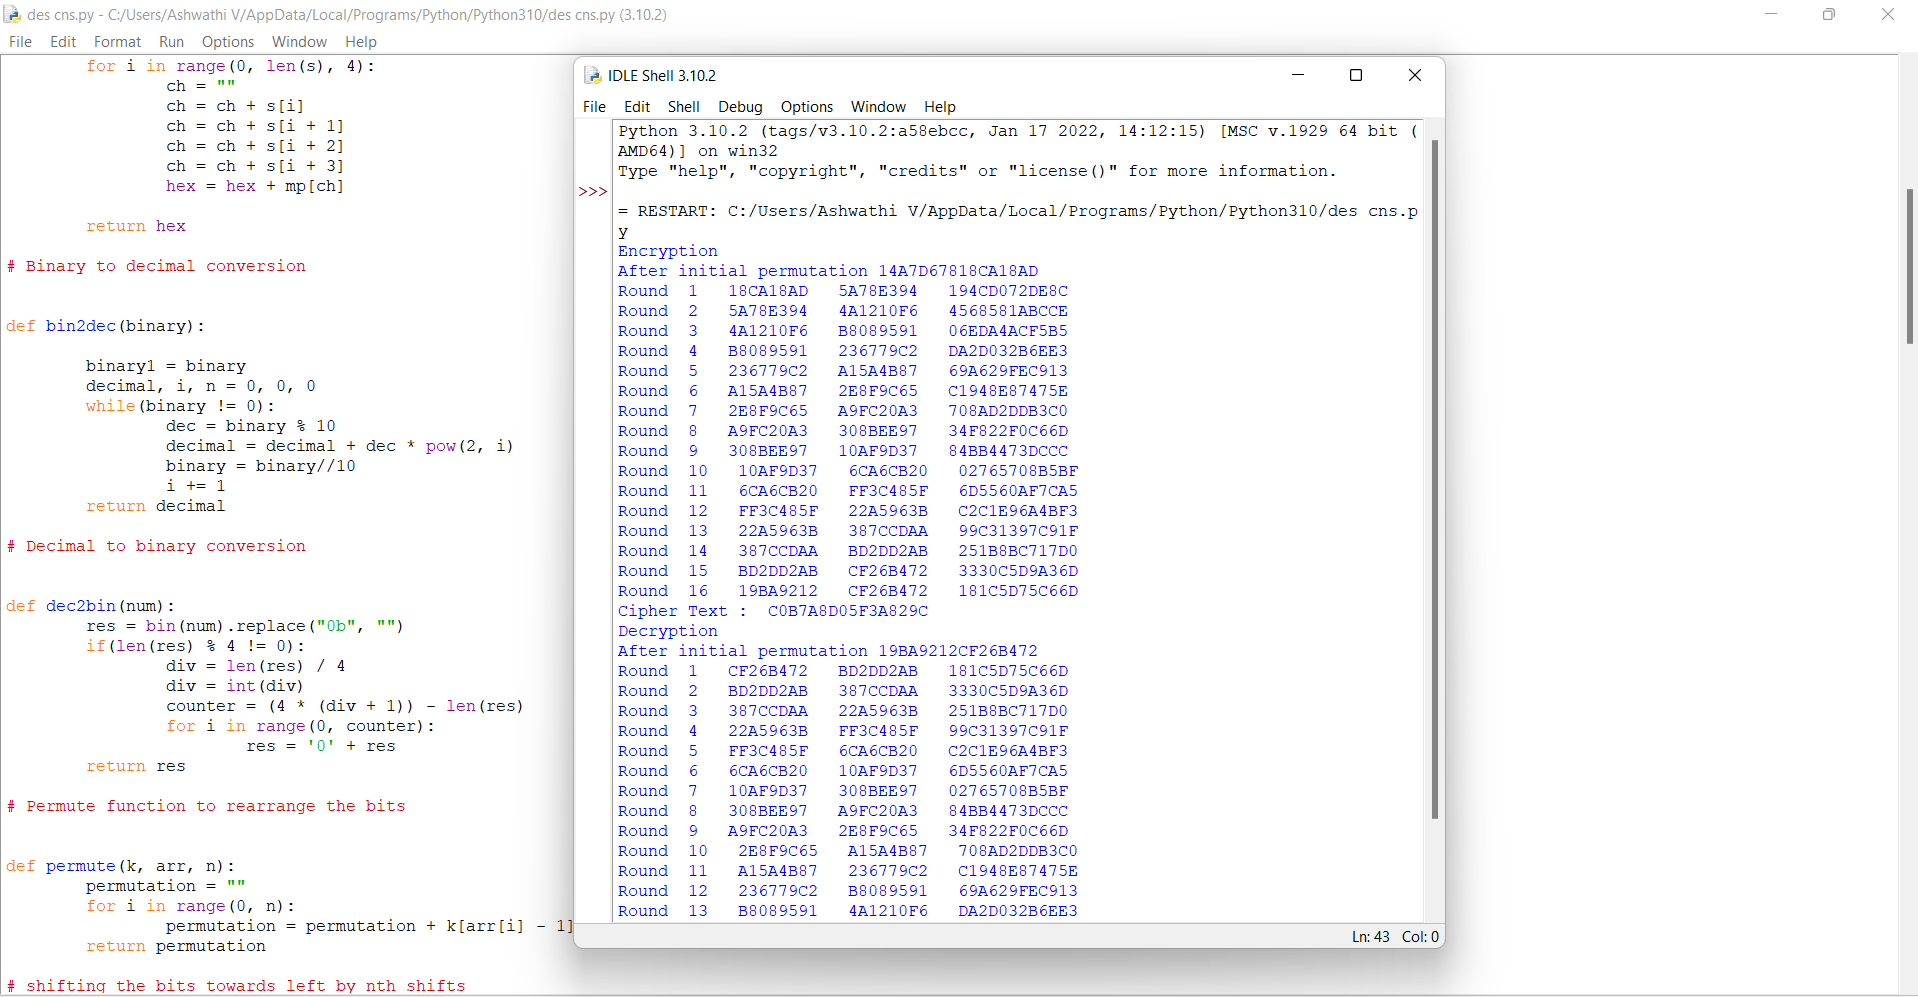 des cns.py - C:/Users/Ashwathi V/AppData/Local/Programs/Python/Python310/des cns.py (3.10.2)
File Edit Format Run Options Window Help
for i in range(0, len(s), 4):
ch = ""
ch = ch + s[i]
ch = ch + s[i + 1]
ch = ch + s[i + 2]
ch = ch + s[i + 3]
hex = hex + mp[ch]
return hex
# Binary to decimal conversion
def bin2dec(binary):
binary1 = binary
decimal, i, n = 0, 0, 0
while(binary != 0):
dec = binary % 10
decimal = decimal + dec * pow(2, i)
binary = binary//10
i += 1
return decimal
# Decimal to binary conversion
def dec2bin(num):
res = bin(num).replace("0b", "")
if(len(res) % 4 != 0):
div = len(res) / 4
div = int(div)
counter = (4 * (div + 1)) - len(res)
for i in range(0, counter):
res = '0' + res
return res
# Permute function to rearrange the bits
def permute(k, arr, n):
permutation = ""
for i in range(0, n):
permutation = permutation + k[arr[i] - 1]
return permutation
# shifting the bits towards left by nth shifts
IDLE Shell 3.10.2
File Edit Shell Debug Options Window Help
Python 3.10.2 (tags/v3.10.2:a58ebcc, Jan 17 2022, 14:12:15) [MSC v.1929 64 bit (
AMD64)] on win32
Type "help", "copyright", "credits" or "license()" for more information.
>>>
= RESTART: C:/Users/Ashwathi V/AppData/Local/Programs/Python/Python310/des cns.p
y
Encryption
After initial permutation 14A7D67818CA18AD
Round 1 18CA18AD 5A78E394 194CD072DE8C
Round 2 5A78E394 4A1210F6 4568581ABCCE
Round 3 4A1210F6 B8089591 06EDA4ACF5B5
Round 4 B8089591 236779C2 DA2D032B6EE3
Round 5 236779C2 A15A4B87 69A629FEC913
Round 6 A15A4B87 2E8F9C65 C1948E87475E
Round 7 2E8F9C65 A9FC20A3 708AD2DDB3C0
Round 8 A9FC20A3 308BEE97 34F822F0C66D
Round 9 308BEE97 10AF9D37 84BB4473DCCC
Round 10 10AF9D37 6CA6CB20 02765708B5BF
Round 11 6CA6CB20 FF3C485F 6D5560AF7CA5
Round 12 FF3C485F 22A5963B C2C1E96A4BF3
Round 13 22A5963B 387CCDAA 99C31397C91F
Round 14 387CCDAA BD2DD2AB 251B8BC717D0
Round 15 BD2DD2AB CF26B472 3330C5D9A36D
Round 16 19BA9212 CF26B472 181C5D75C66D
Cipher Text : C0B7A8D05F3A829C
Decryption
After initial permutation 19BA9212CF26B472
Round 1 CF26B472 BD2DD2AB 181C5D75C66D
Round 2 BD2DD2AB 387CCDAA 3330C5D9A36D
Round 3 387CCDAA 22A5963B 251B8BC717D0
Round 4 22A5963B FF3C485F 99C31397C91F
Round 5 FF3C485F 6CA6CB20 C2C1E96A4BF3
Round 6 6CA6CB20 10AF9D37 6D5560AF7CA5
Round 7 10AF9D37 308BEE97 02765708B5BF
Round 8 308BEE97 A9FC20A3 84BB4473DCCC
Round 9 A9FC20A3 2E8F9C65 34F822F0C66D
Round 10 2E8F9C65 A15A4B87 708AD2DDB3C0
Round 11 A15A4B87 236779C2 C1948E87475E
Round 12 236779C2 B8089591 69A629FEC913
Round 13 B8089591 4A1210F6 DA2D032B6EE3
Ln: 43 Col: 0